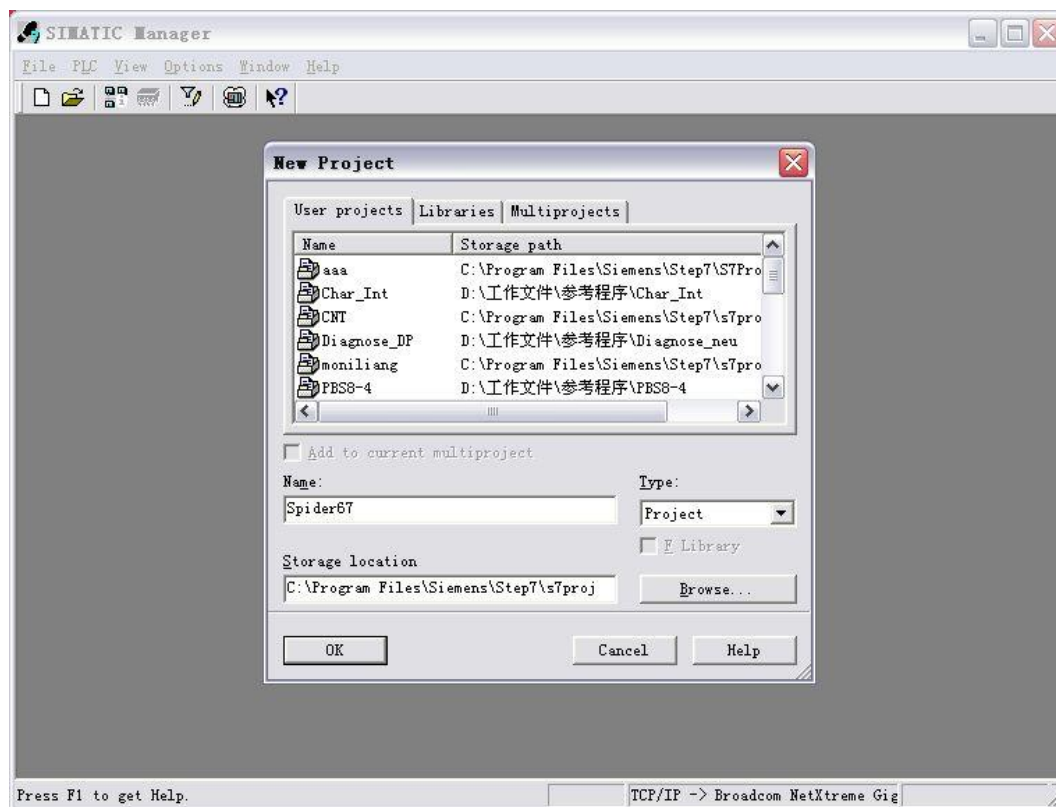 SIMATIC Manager
File PLC View Options Window Help
New Project
User projects Libraries Multiprojects
Name Storage path
aaa C:\Program Files\Siemens\Step7\S7Pro
Char_Int D:\工作文件\参考程序\Char_Int
CNT C:\Program Files\Siemens\Step7\s7pro
Diagnose_DP D:\工作文件\参考程序\Diagnose_neu
moniliang C:\Program Files\Siemens\Step7\s7pro
PBS8-4 D:\工作文件\参考程序\PBS8-4
Add to current multiproject
Name: Type:
Spider67 Project
F Library
Storage location
C:\Program Files\Siemens\Step7\s7proj Browse...
OK Cancel Help
Press F1 to get Help. TCP/IP -> Broadcom NetXtreme Gig